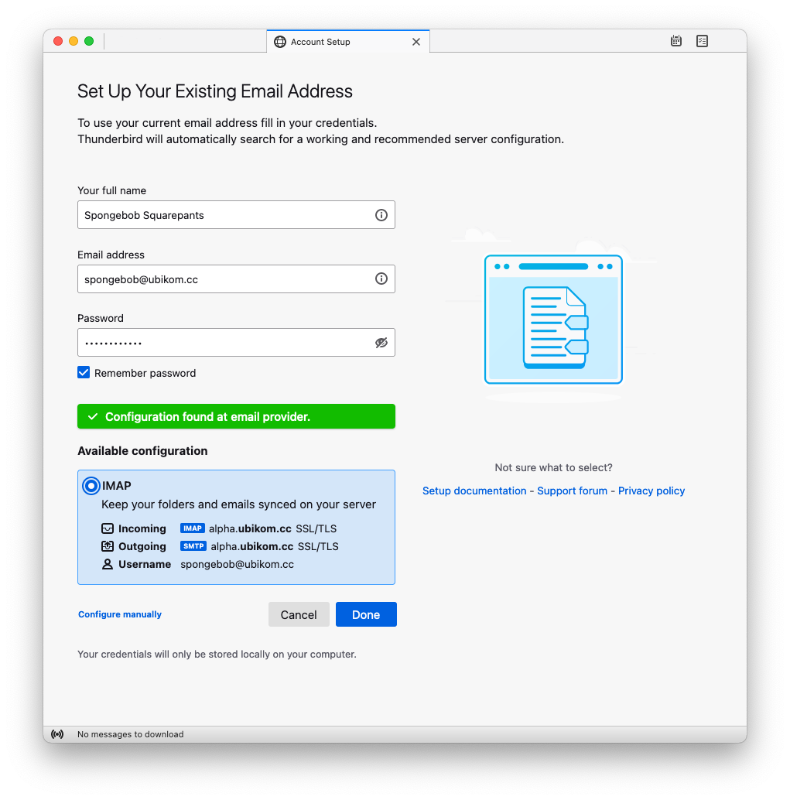 Account Setup
Set Up Your Existing Email Address
To use your current email address fill in your credentials.
Thunderbird will automatically search for a working and recommended server configuration.
Your full name
Spongebob Squarepants
Email address
spongebob@ubikom.cc
Password
••••••••••••
Remember password
Configuration found at email provider.
Available configuration
IMAP
Keep your folders and emails synced on your server
Incoming IMAP alpha.ubikom.cc SSL/TLS
Outgoing SMTP alpha.ubikom.cc SSL/TLS
Username spongebob@ubikom.cc
Configure manually
Cancel
Done
Your credentials will only be stored locally on your computer.
Not sure what to select?
Setup documentation - Support forum - Privacy policy
No messages to download